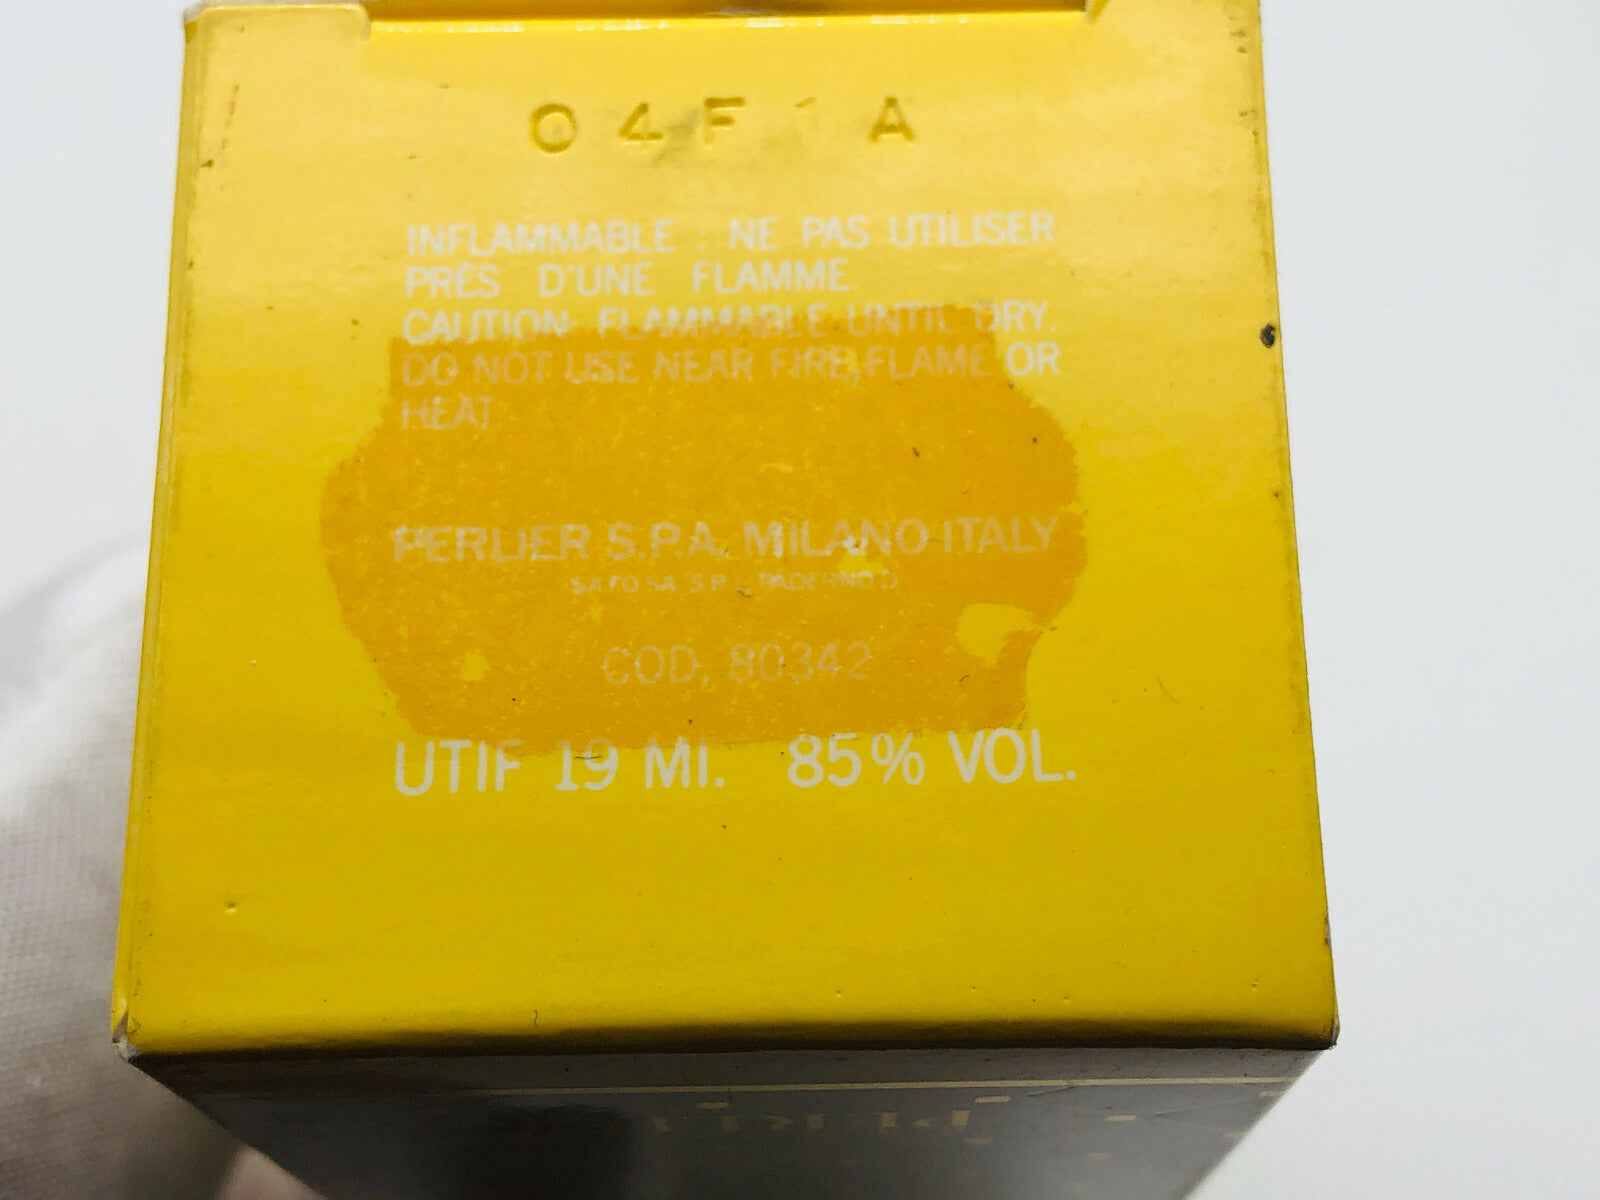 04F1A
INFLAMMABLE . NE PAS UTILISER
PRÈS D'UNE FLAMME
CAUTION FLAMMABLE UNTIL DRY.
DO NOT USE NEAR FIRE, FLAME OR
HEAT
PERLIER S.P.A. MILANO ITALY
COD, 80342
UTIF 19 MI. 85% VOL.